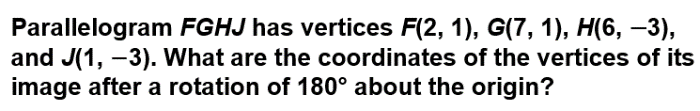 Parallelogram FGHJ has vertices F(2, 1), G(7, 1), H(6, −3),
and J(1, −3). What are the coordinates of the vertices of its
image after a rotation of 180° about the origin?